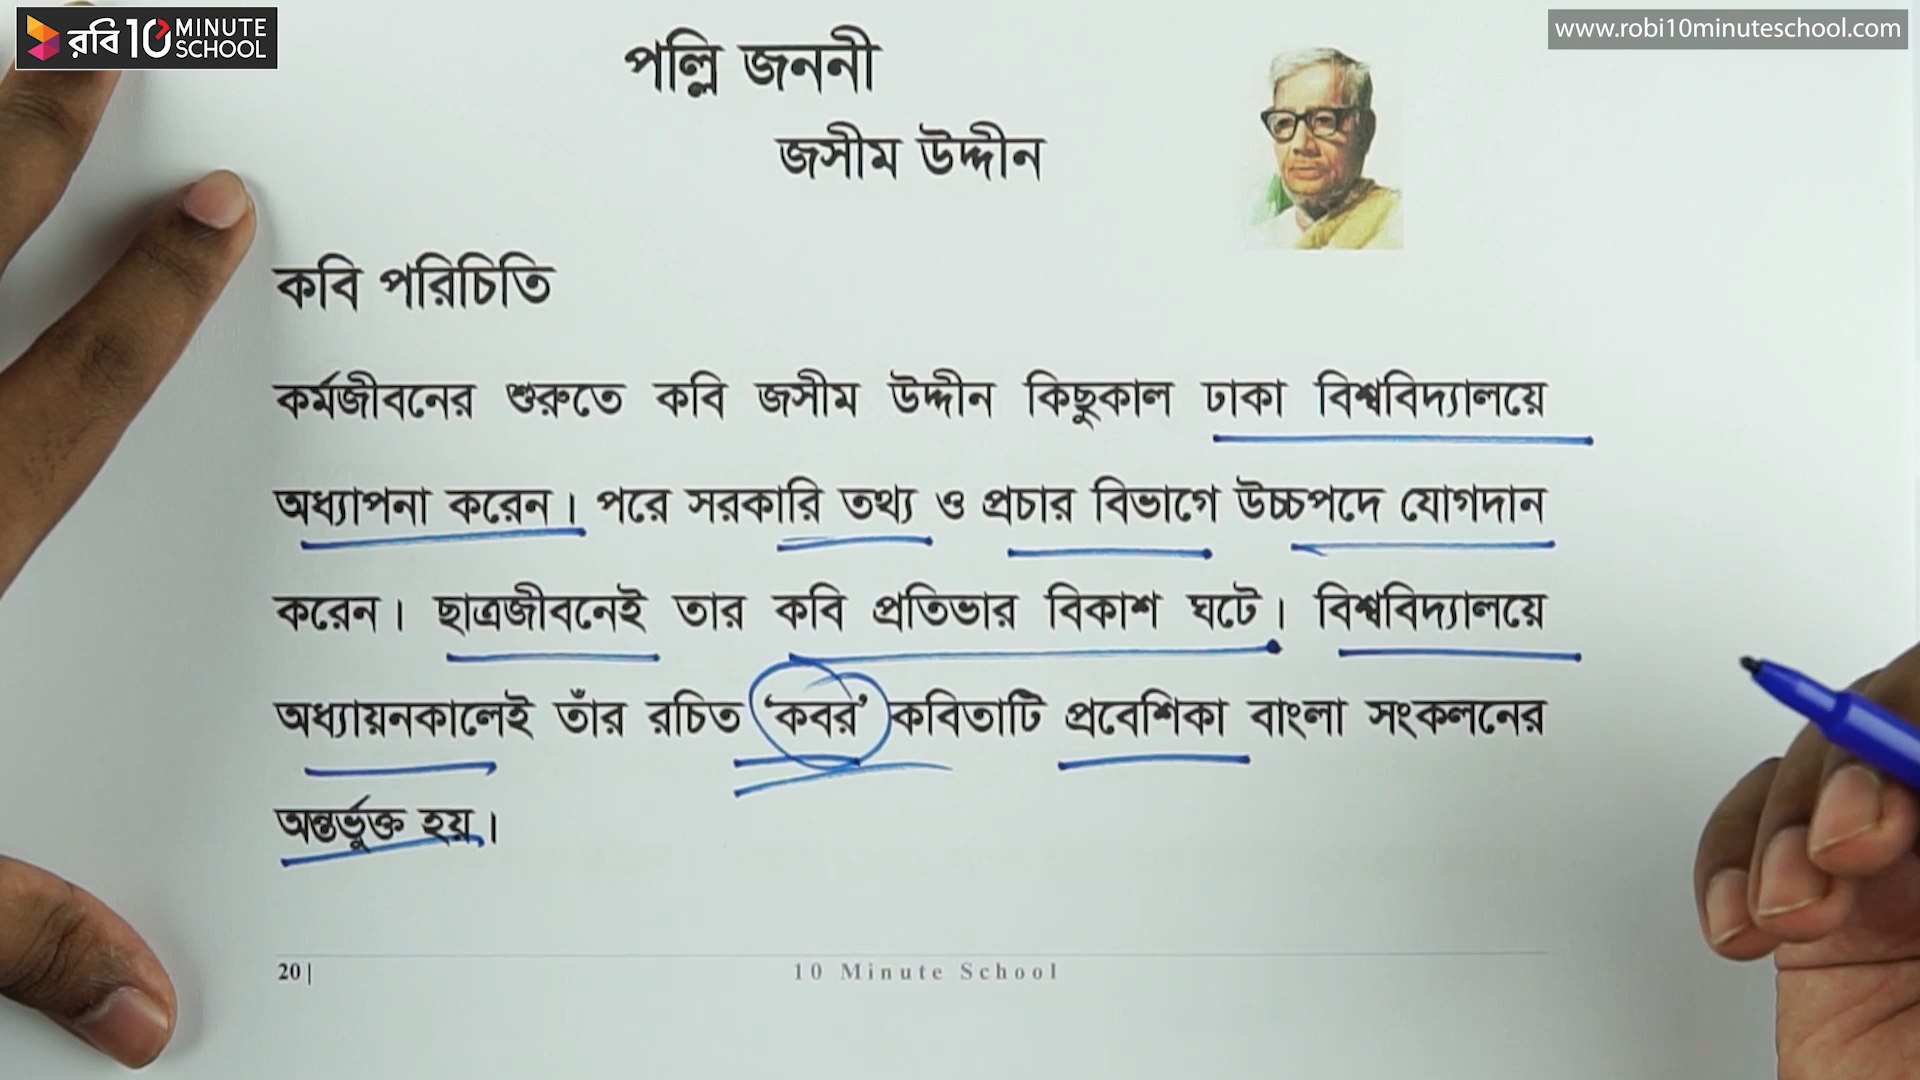 রবি 10 MINUTE SCHOOL
www.robi10minuteschool.com
পল্লি জননী
জসীম উদ্দীন
কবি পরিচিতি
কর্মজীবনের শুরুতে কবি জসীম উদ্দীন কিছুকাল ঢাকা বিশ্ববিদ্যালয়ে
অধ্যাপনা করেন। পরে সরকারি তথ্য ও প্রচার বিভাগে উচ্চপদে যোগদান
করেন। ছাত্রজীবনেই তার কবি প্রতিভার বিকাশ ঘটে। বিশ্ববিদ্যালয়ে
অধ্যায়নকালেই তাঁর রচিত ‘কবর’ কবিতাটি প্রবেশিকা বাংলা সংকলনের
অন্তর্ভুক্ত হয়।
20| 10 Minute School